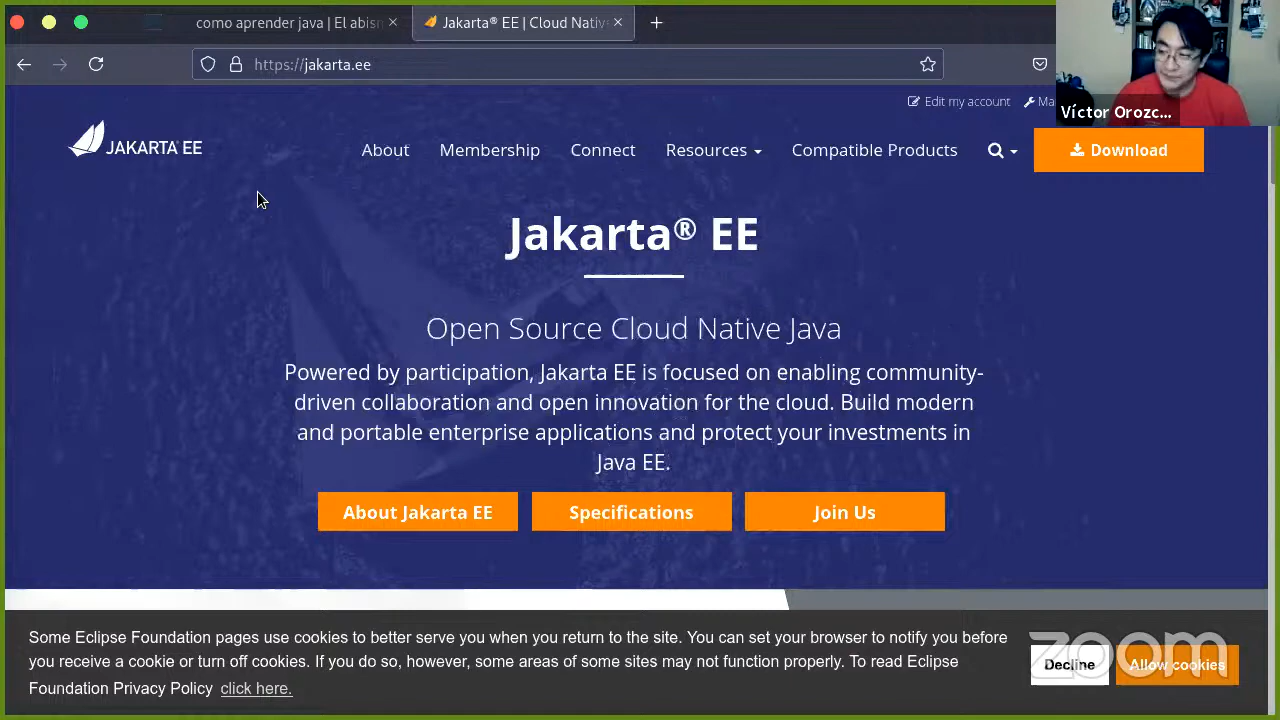 como aprender java | El abis
Jakarta® EE | Cloud Nativ
https://jakarta.ee
Víctor Orozc...
Edit my account
Ma
JAKARTA EE
About
Membership
Connect
Resources
Compatible Products
Download
Jakarta® EE
Open Source Cloud Native Java
Powered by participation, Jakarta EE is focused on enabling community-
driven collaboration and open innovation for the cloud. Build modern
and portable enterprise applications and protect your investments in
Java EE.
About Jakarta EE
Specifications
Join Us
Some Eclipse Foundation pages use cookies to better serve you when you return to the site. You can set your browser to notify you before
you receive a cookie or turn off cookies. If you do so, however, some areas of some sites may not function properly. To read Eclipse
Foundation Privacy Policy click here.
Decline
Allow cookies
zoom